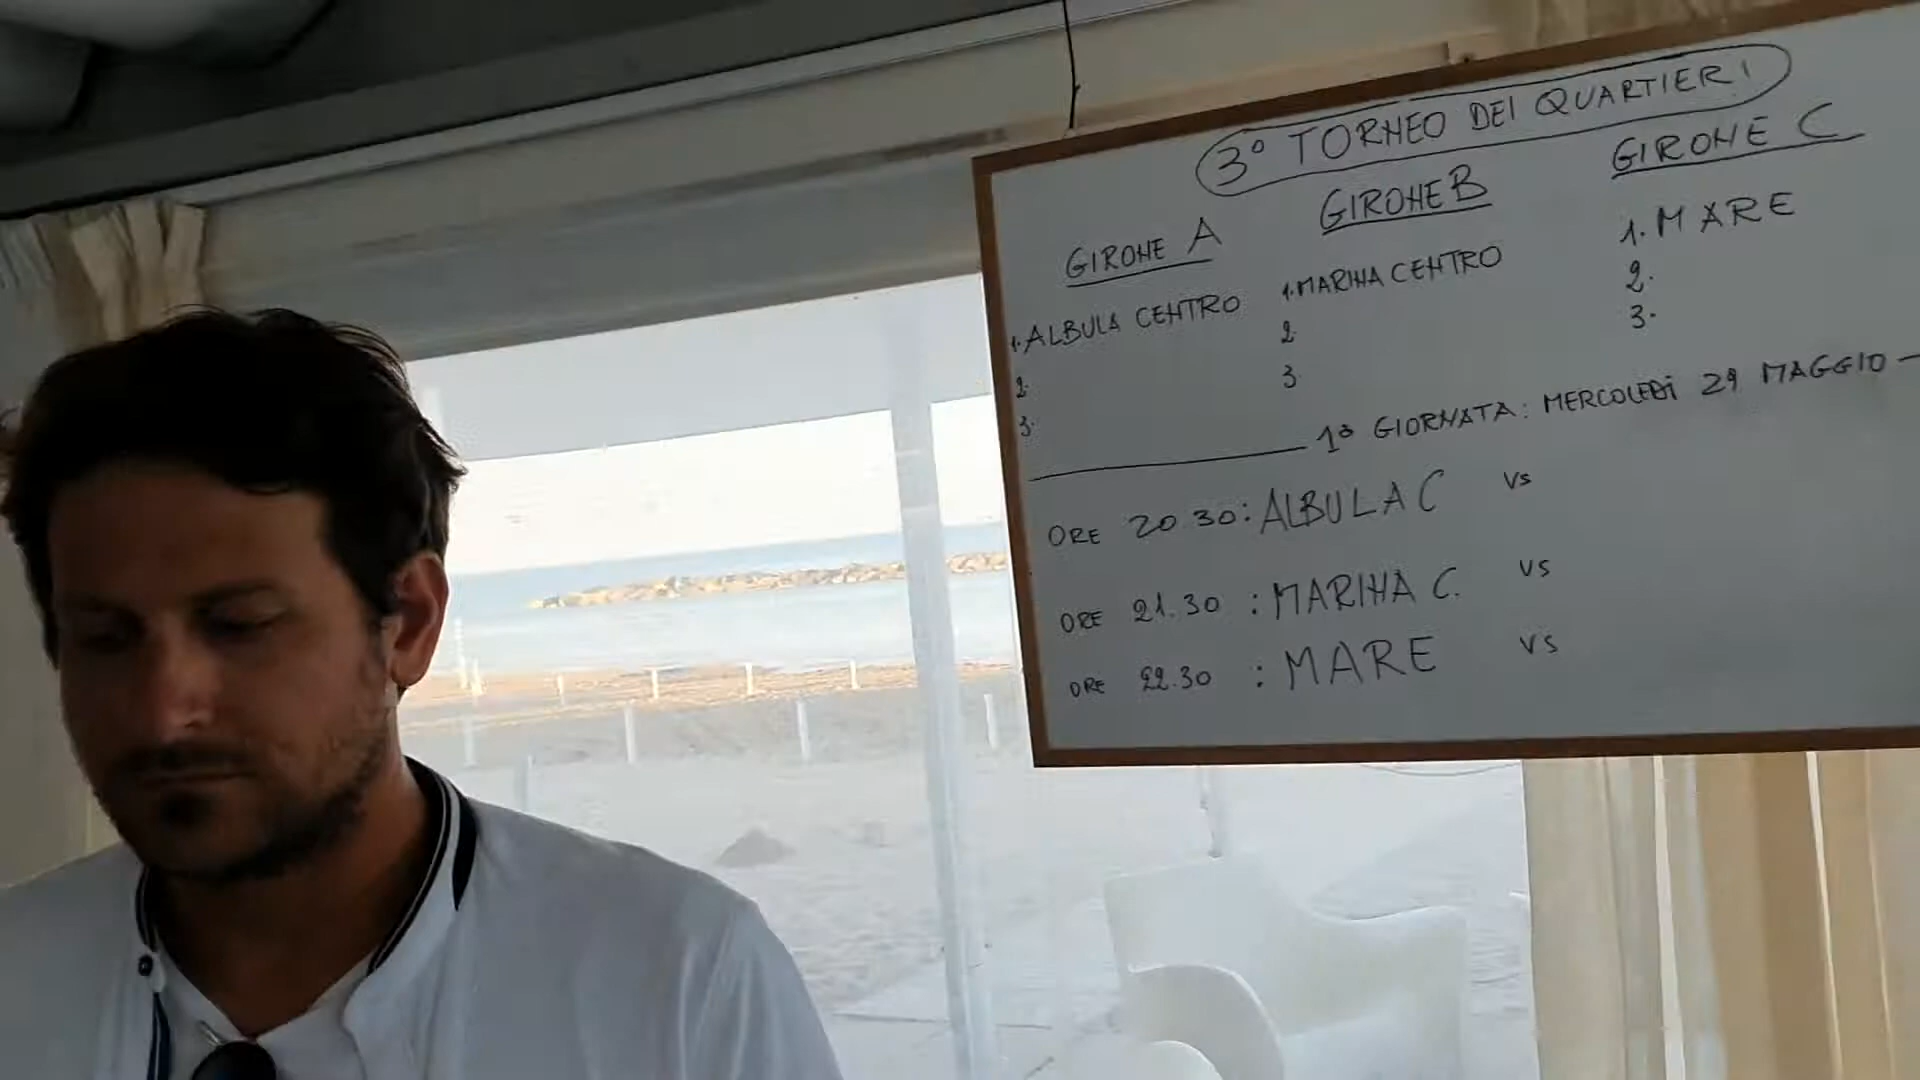 3° TORNEO DEI QUARTIERI
GIRONE A
1. ALBULA CENTRO
2.
3.
GIRONE B
1. MARINA CENTRO
2.
3.
GIRONE C
1. MARE
2.
3.
1ª GIORNATA: MERCOLEDÌ 29 MAGGIO
ORE 20.30: ALBULA C vs
ORE 21.30: MARINA C. vs
ORE 22.30: MARE vs